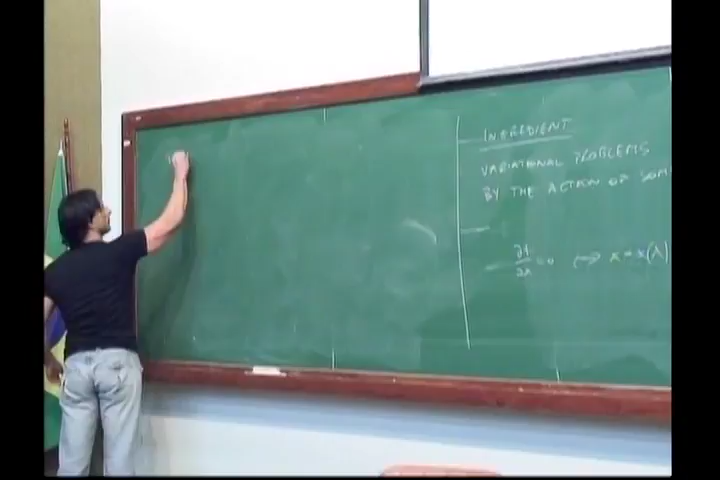 INGREDIENT
VARIATIONAL PROBLEMS
BY THE ACTION OF SOM
∂f/∂x = 0 ⟹ x = x(λ)